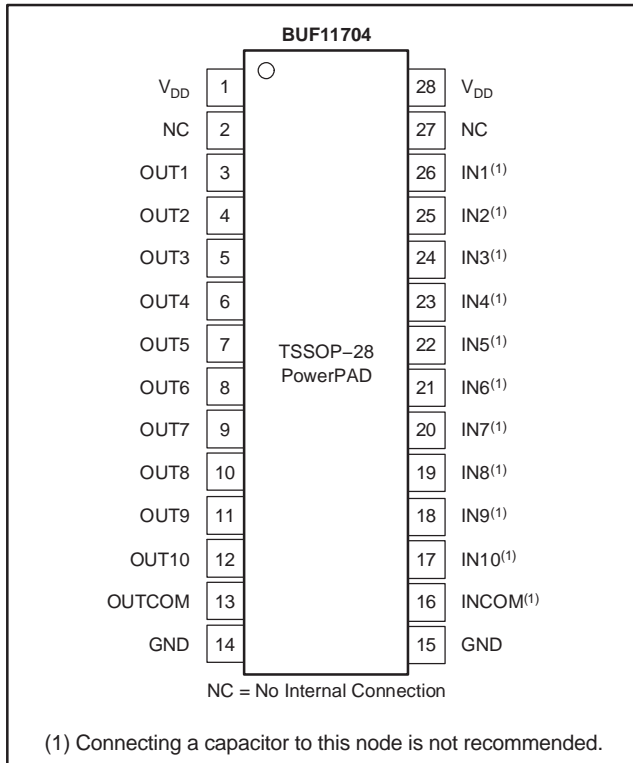 BUF11704
VDD 1 28 VDD
NC 2 27 NC
OUT1 3 26 IN1(1)
OUT2 4 25 IN2(1)
OUT3 5 24 IN3(1)
OUT4 6 23 IN4(1)
OUT5 7 22 IN5(1)
TSSOP−28
PowerPAD
OUT6 8 21 IN6(1)
OUT7 9 20 IN7(1)
OUT8 10 19 IN8(1)
OUT9 11 18 IN9(1)
OUT10 12 17 IN10(1)
OUTCOM 13 16 INCOM(1)
GND 14 15 GND
NC = No Internal Connection
(1) Connecting a capacitor to this node is not recommended.